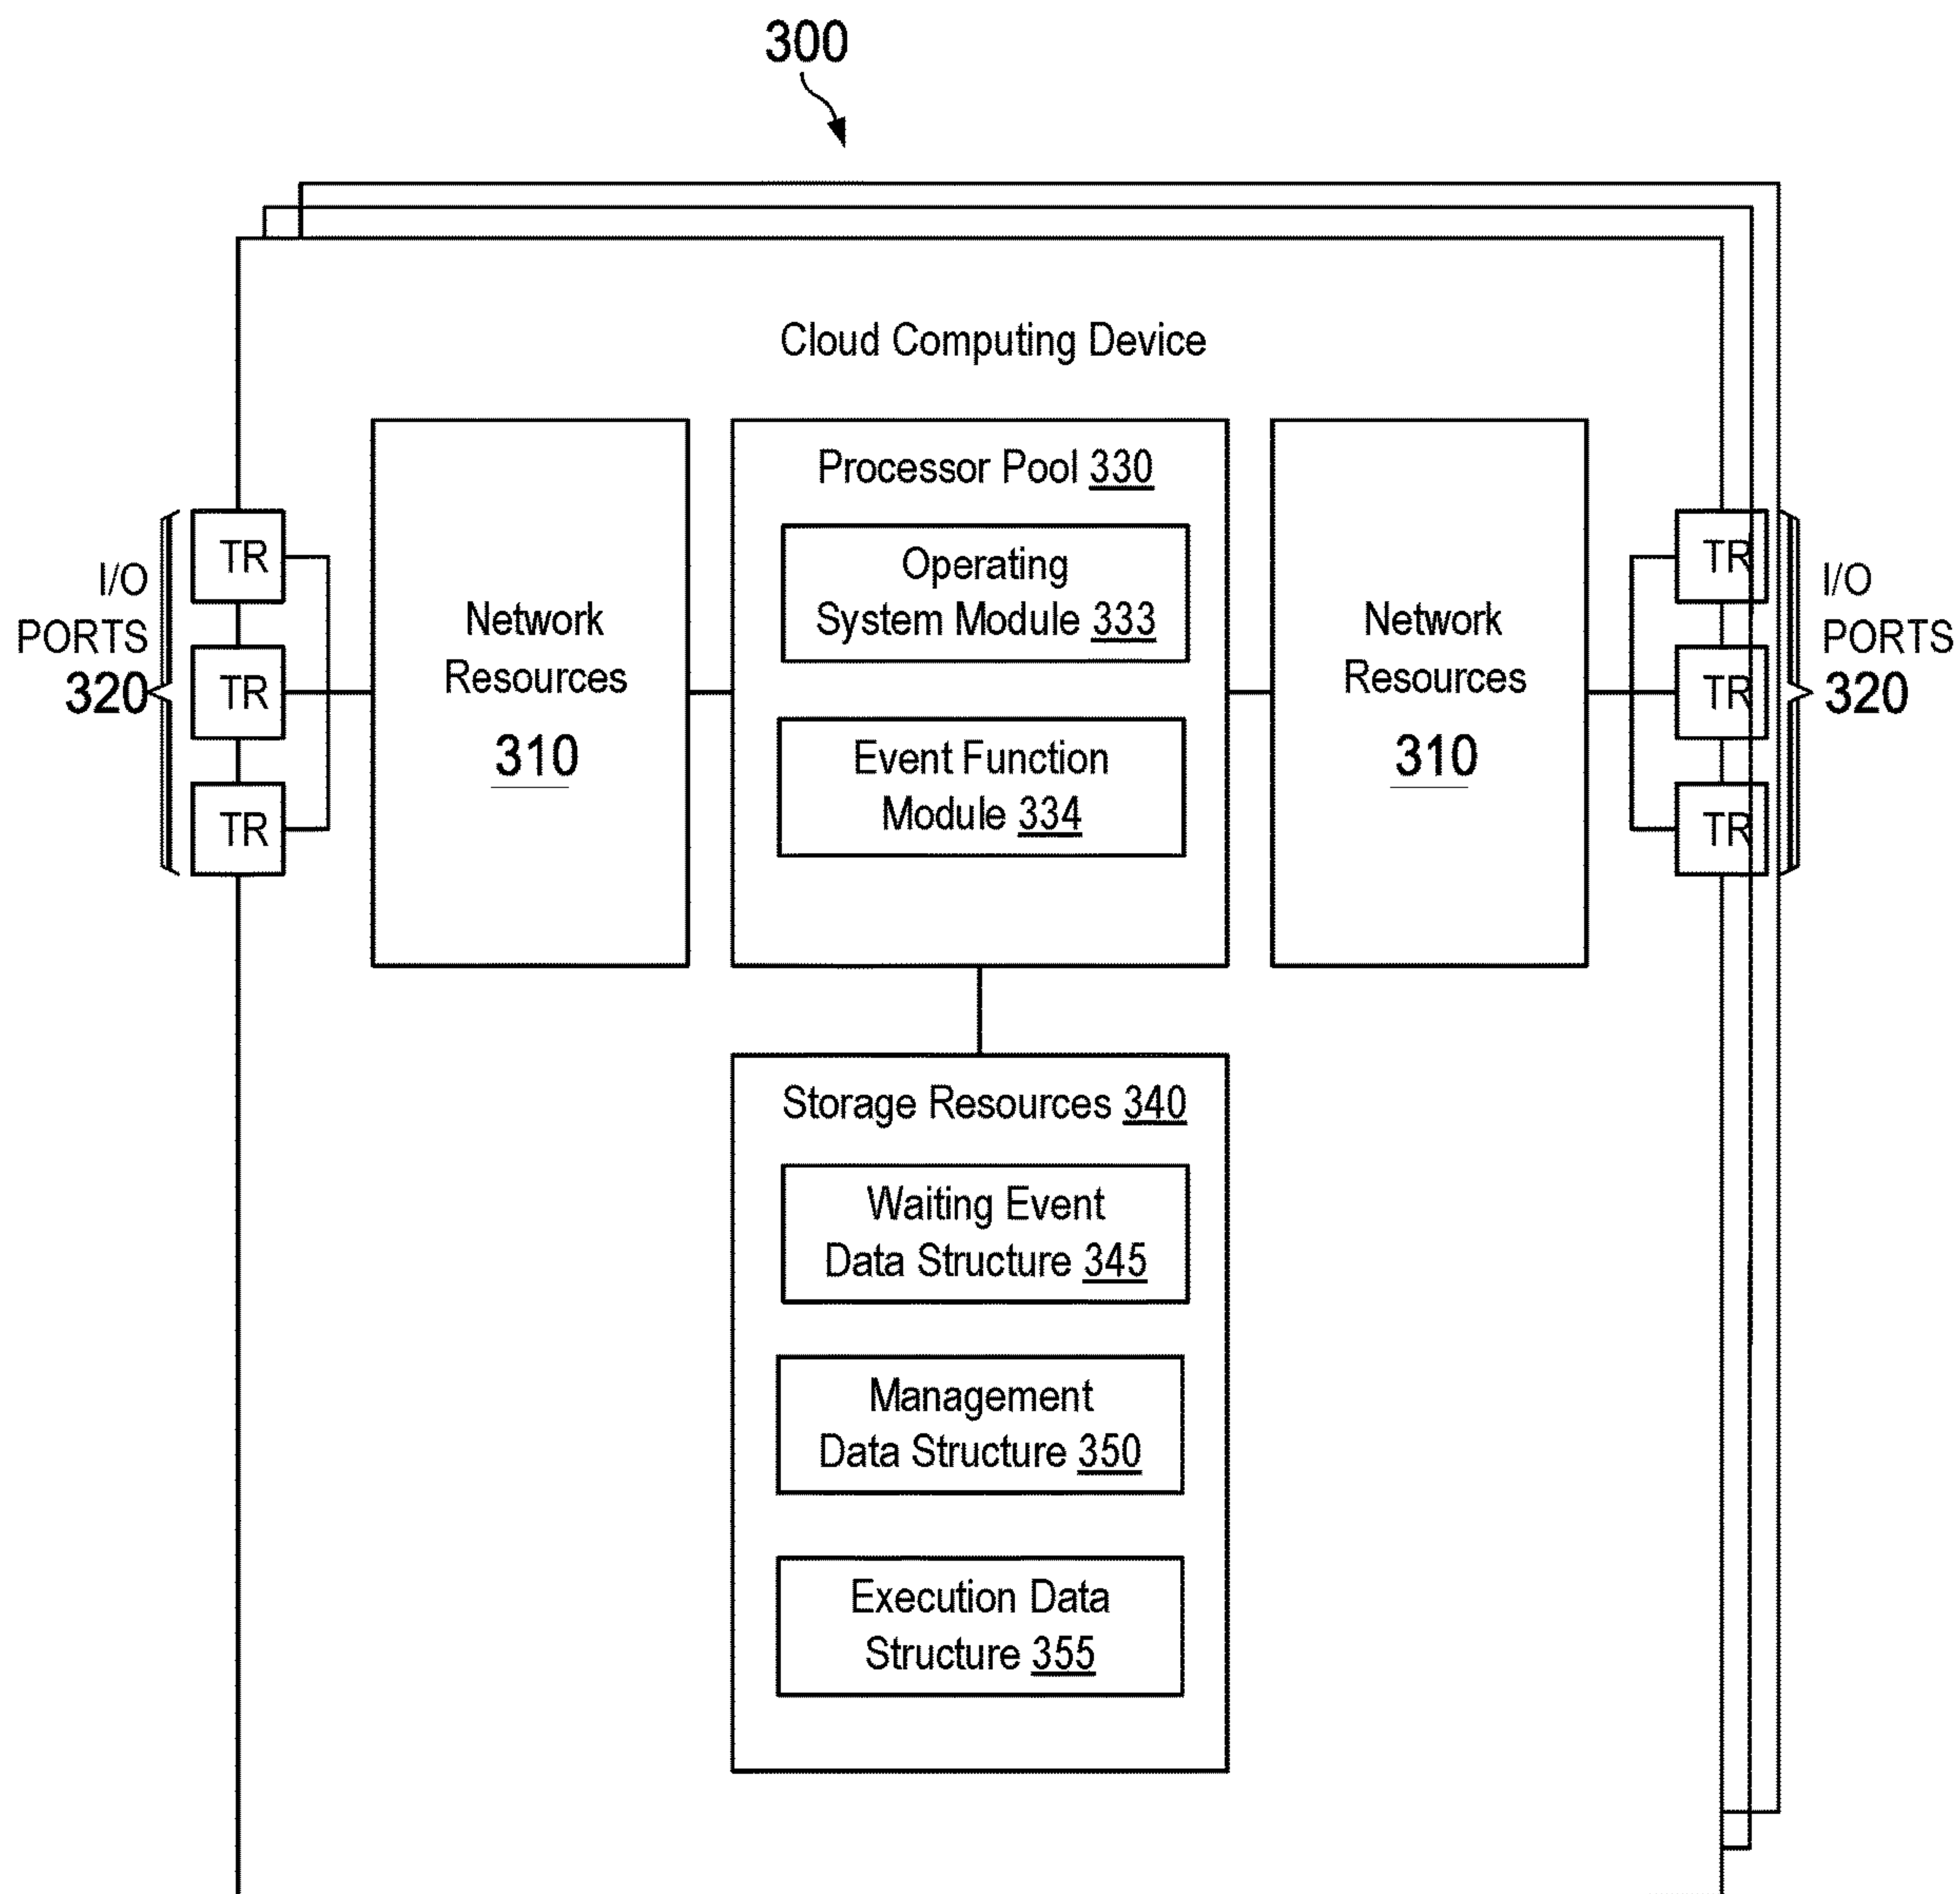 300
Cloud Computing Device
I/O
PORTS
320
TR
TR
TR
Network
Resources
310
Processor Pool 330
Operating
System Module 333
Event Function
Module 334
Network
Resources
310
TR
TR
TR
I/O
PORTS
320
Storage Resources 340
Waiting Event
Data Structure 345
Management
Data Structure 350
Execution Data
Structure 355